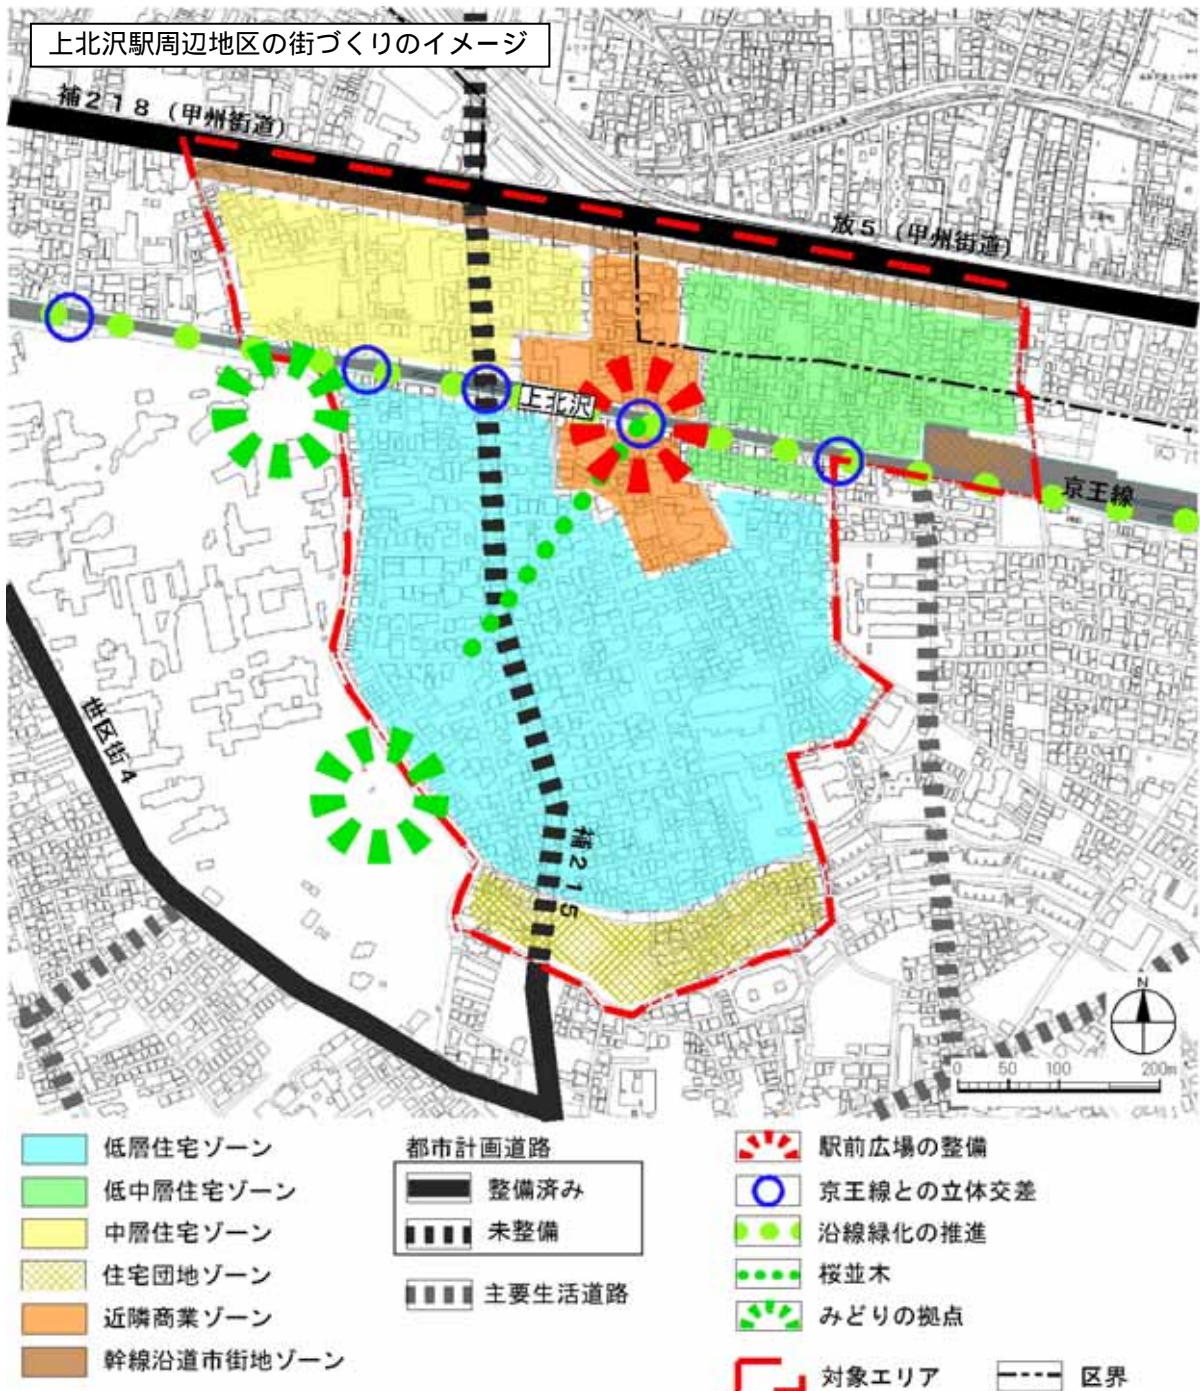 上北沢駅周辺地区の街づくりのイメージ
補218（甲州街道）
放5（甲州街道）
上北沢
京王線
世区街4
補215
N
0 50 100 200m
低層住宅ゾーン
低中層住宅ゾーン
中層住宅ゾーン
住宅団地ゾーン
近隣商業ゾーン
幹線沿道市街地ゾーン
都市計画道路
整備済み
未整備
主要生活道路
駅前広場の整備
京王線との立体交差
沿線緑化の推進
桜並木
みどりの拠点
対象エリア
区界